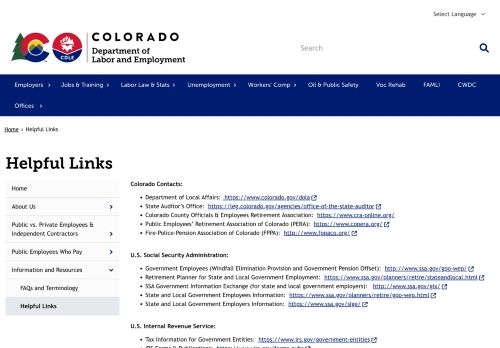 Select Language
COLORADO
Department of
Labor and Employment
CDLE
Search
Employers Jobs & Training Labor Law & Stats Unemployment Workers' Comp Oil & Public Safety Voc Rehab FAMLI CWDC
Offices
Home › Helpful Links
Helpful Links
Home
About Us
Public vs. Private Employees &
Independent Contractors
Public Employees Who Pay
Information and Resources
FAQs and Terminology
Helpful Links
Colorado Contacts:
Department of Local Affairs: https://www.colorado.gov/dola
State Auditor's Office: https://leg.colorado.gov/agencies/office-of-the-state-auditor
Colorado County Officials & Employees Retirement Association: https://www.cra-online.org/
Public Employees' Retirement Association of Colorado (PERA): https://www.copera.org/
Fire-Police-Pension Association of Colorado (FPPA): http://www.fppaco.org/
U.S. Social Security Administration:
Government Employees (Windfall Elimination Provision and Government Pension Offset): http://www.ssa.gov/gpo-wep/
Retirement Planner for State and Local Government Employment: https://www.ssa.gov/planners/retire/stateandlocal.html
SSA Government Information Exchange (for state and local government employers): http://www.ssa.gov/gix/
State and Local Government Employees Information: https://www.ssa.gov/planners/retire/gpo-wep.html
State and Local Government Employers Information: https://www.ssa.gov/slge/
U.S. Internal Revenue Service:
Tax Information for Government Entities: https://www.irs.gov/government-entities